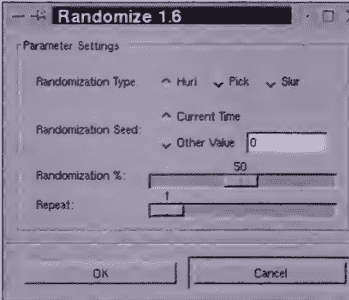 Randomize 1.6
Parameter Settings
Randomization Type: Hurl Pick Slur
Randomization Seed: Current Time
Other Value 0
Randomization %: 50
Repeat: 1
OK Cancel